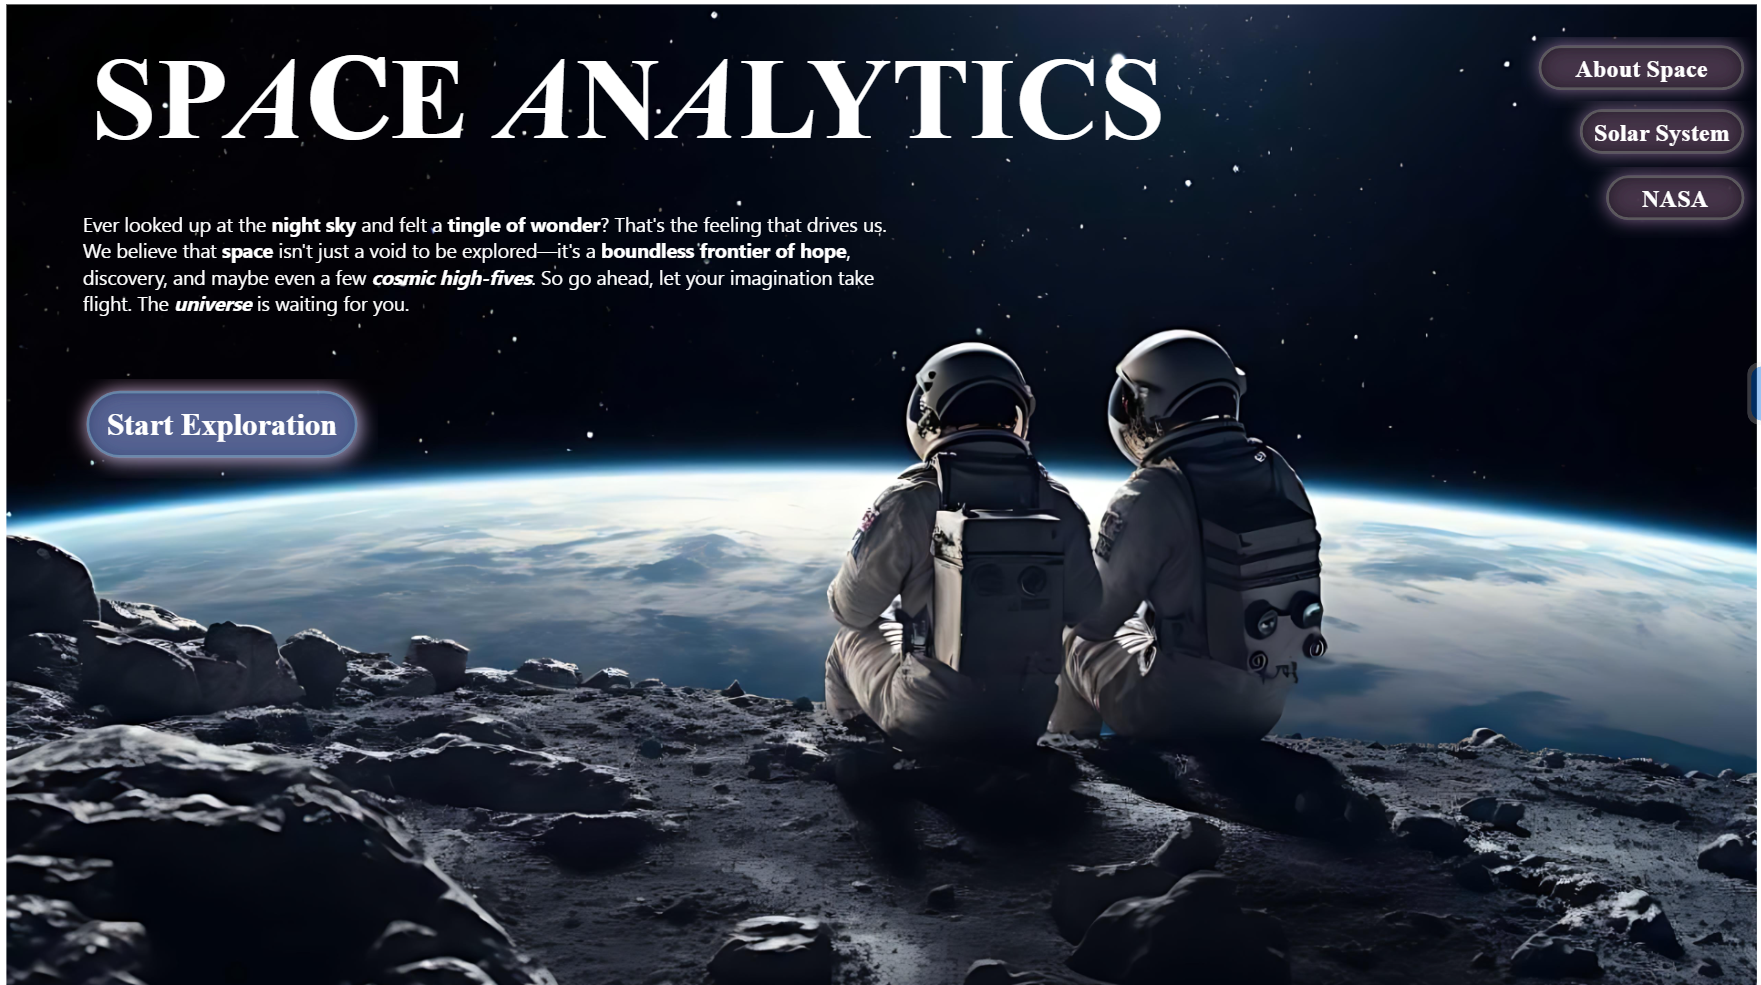 SPACE ANALYTICS
About Space
Solar System
NASA
Ever looked up at the night sky and felt a tingle of wonder? That's the feeling that drives us.
We believe that space isn't just a void to be explored—it's a boundless frontier of hope,
discovery, and maybe even a few cosmic high-fives. So go ahead, let your imagination take
flight. The universe is waiting for you.
Start Exploration